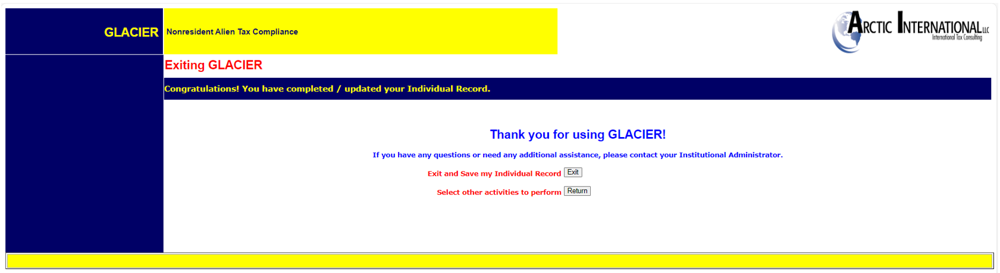 GLACIER
Nonresident Alien Tax Compliance
ARCTIC INTERNATIONAL LLC
International Tax Consulting
Exiting GLACIER
Congratulations! You have completed / updated your Individual Record.
Thank you for using GLACIER!
If you have any questions or need any additional assistance, please contact your Institutional Administrator.
Exit and Save my Individual Record Exit
Select other activities to perform Return